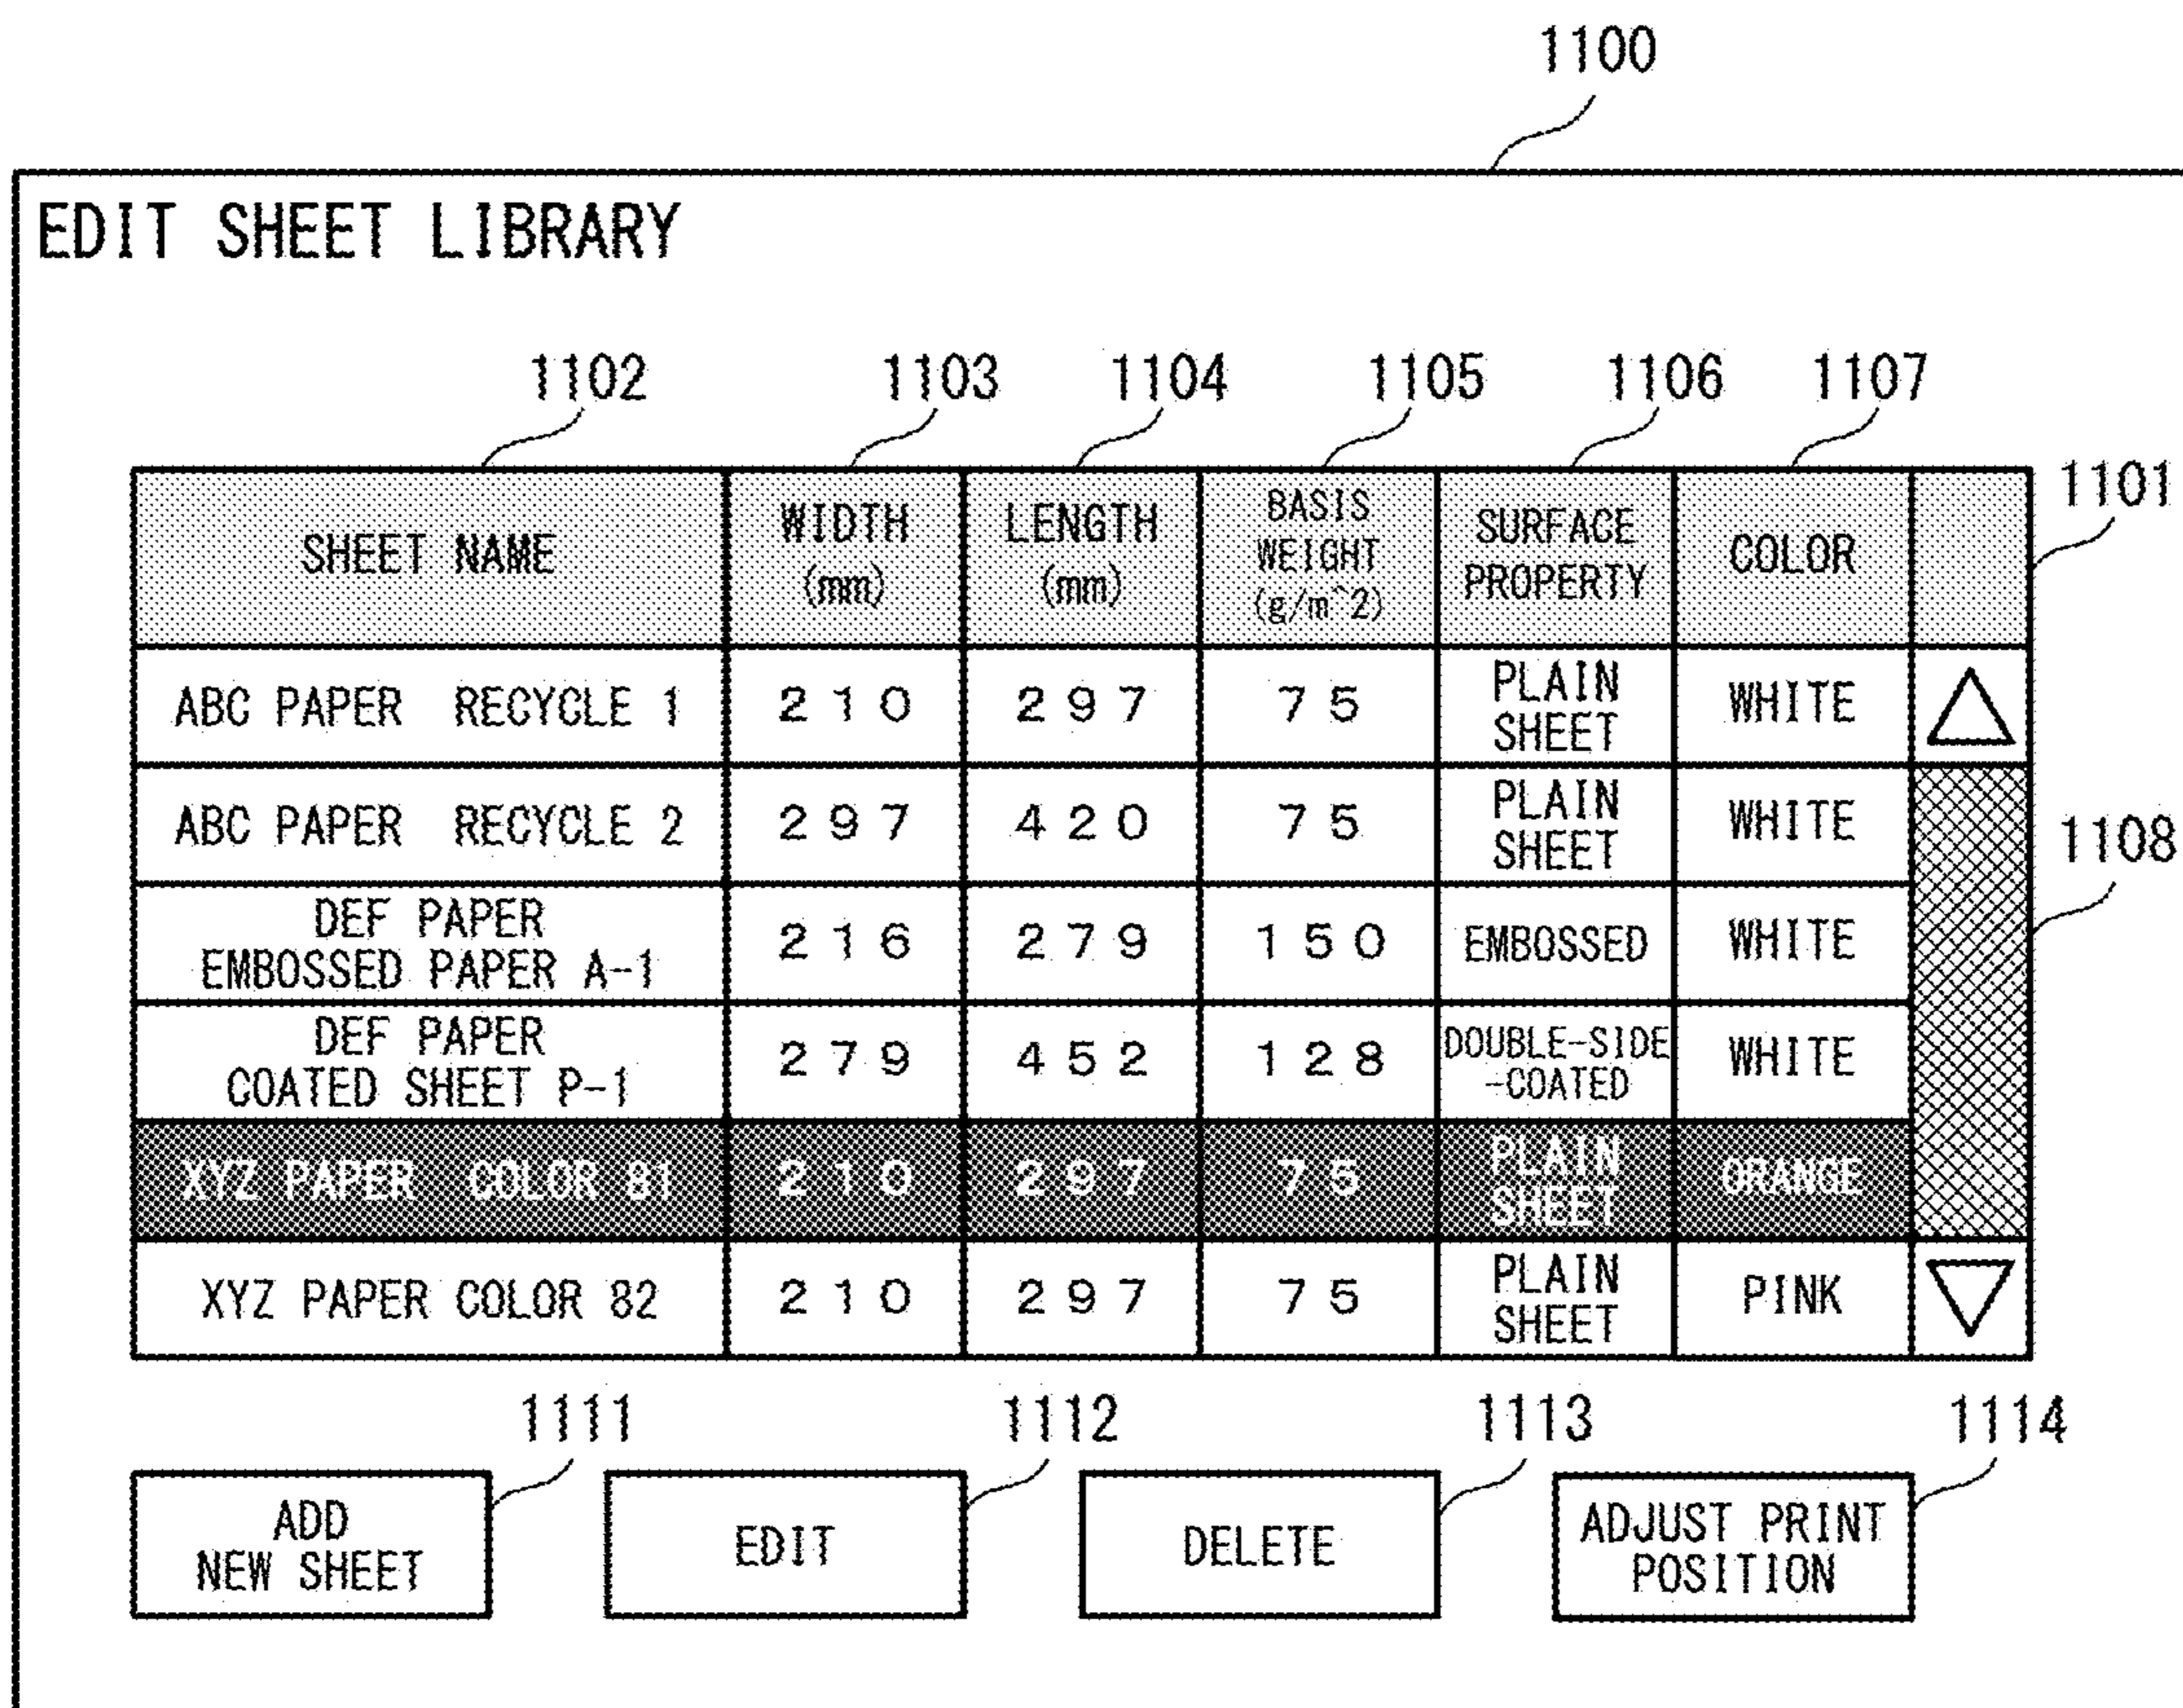 1100
EDIT SHEET LIBRARY
1102 1103 1104 1105 1106 1107
1101
SHEET NAME WIDTH (mm) LENGTH (mm) BASIS WEIGHT (g/m^2) SURFACE PROPERTY COLOR
ABC PAPER RECYCLE 1 210 297 75 PLAIN SHEET WHITE
ABC PAPER RECYCLE 2 297 420 75 PLAIN SHEET WHITE
1108
DEF PAPER EMBOSSED PAPER A-1 216 279 150 EMBOSSED WHITE
DEF PAPER COATED SHEET P-1 279 452 128 DOUBLE-SIDE -COATED WHITE
XYZ PAPER COLOR 81 210 297 75 PLAIN SHEET ORANGE
XYZ PAPER COLOR 82 210 297 75 PLAIN SHEET PINK
1111 1112 1113 1114
ADD
NEW SHEET
EDIT
DELETE
ADJUST PRINT
POSITION